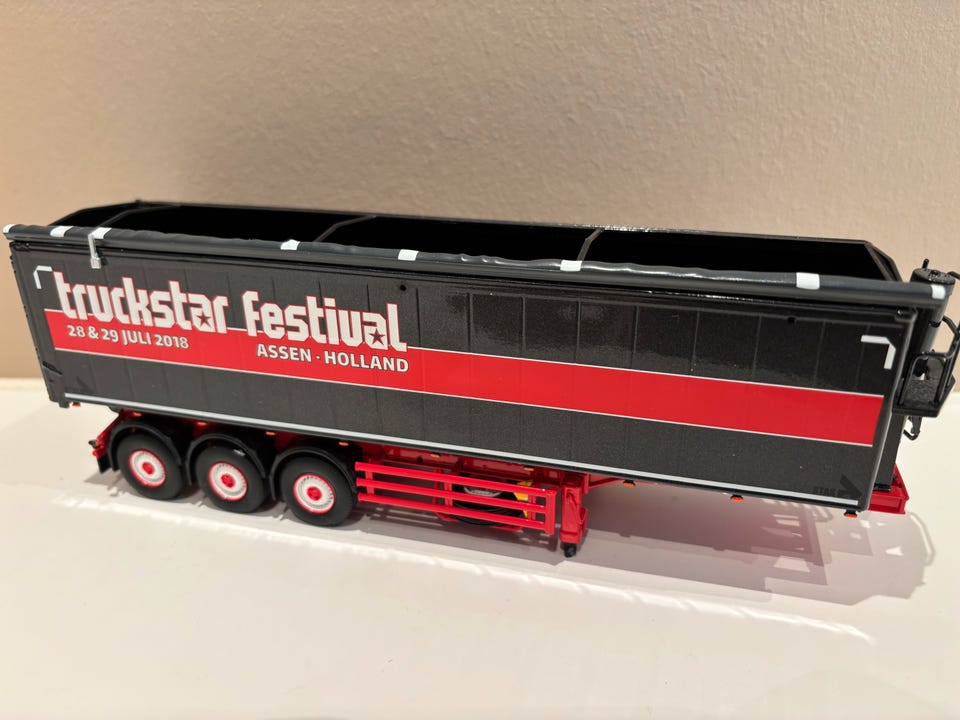 truckstar festival
28 & 29 JULI 2018
ASSEN · HOLLAND